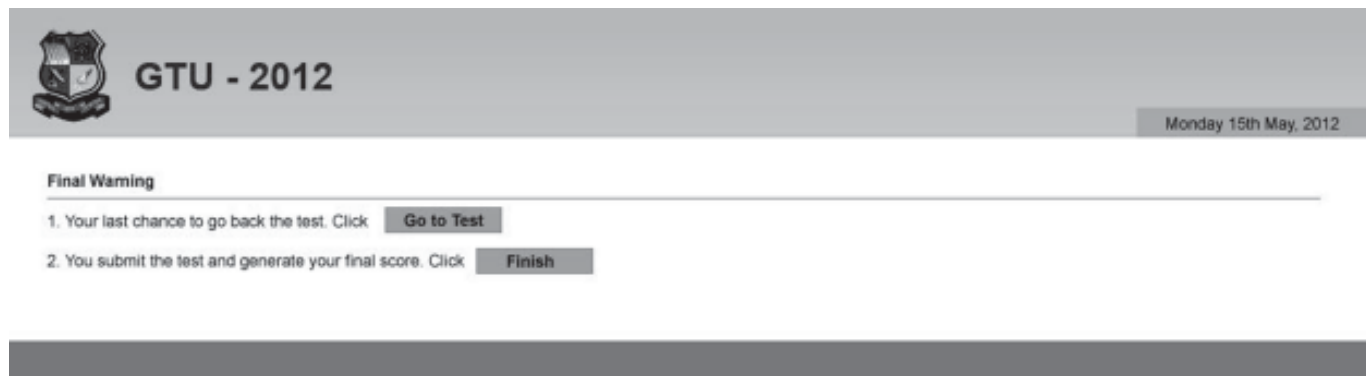 GTU - 2012
Monday 15th May, 2012
Final Warning
1. Your last chance to go back the test. Click Go to Test
2. You submit the test and generate your final score. Click Finish